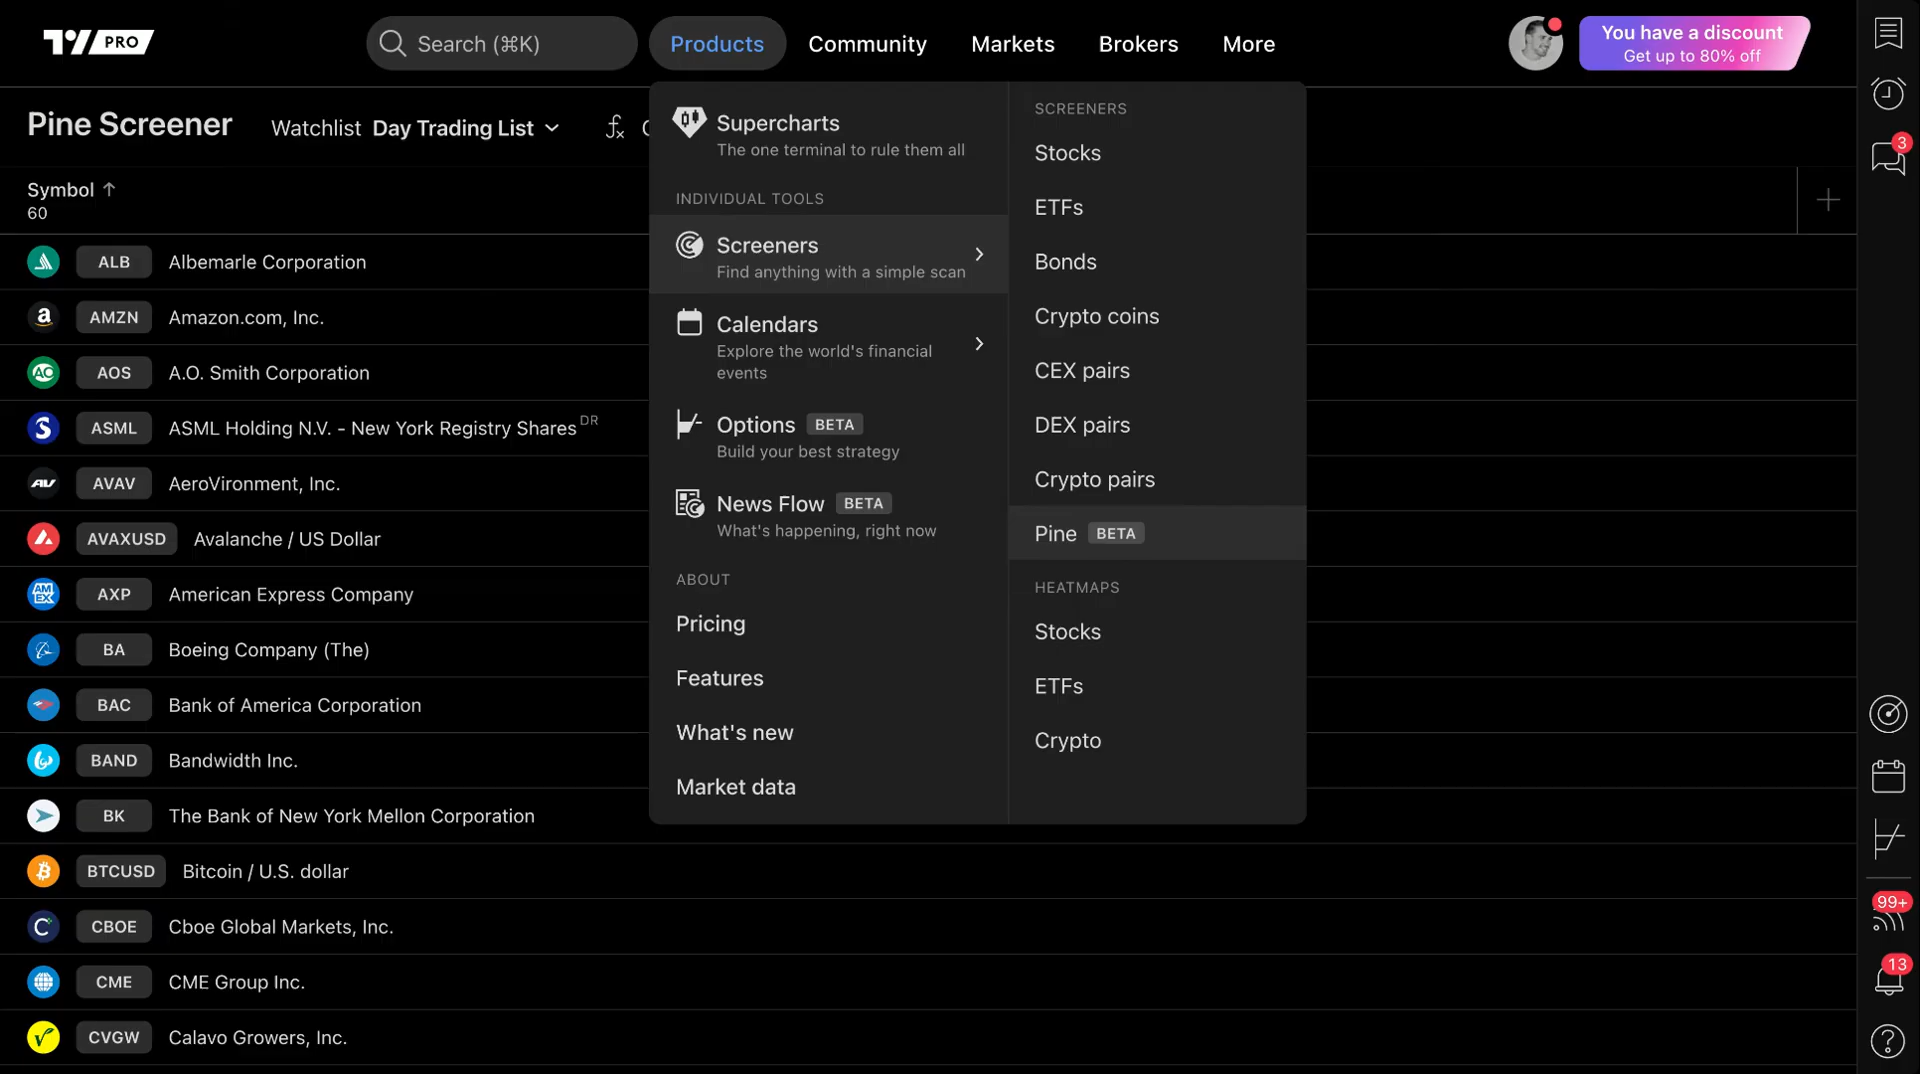 TV PRO
Search (⌘K)
Products
Community
Markets
Brokers
More
You have a discount
Get up to 80% off
Pine Screener
Watchlist Day Trading List
Symbol ↑
60
ALB Albemarle Corporation
AMZN Amazon.com, Inc.
AOS A.O. Smith Corporation
ASML ASML Holding N.V. - New York Registry Shares DR
AVAV AeroVironment, Inc.
AVAXUSD Avalanche / US Dollar
AXP American Express Company
BA Boeing Company (The)
BAC Bank of America Corporation
BAND Bandwidth Inc.
BK The Bank of New York Mellon Corporation
BTCUSD Bitcoin / U.S. dollar
CBOE Cboe Global Markets, Inc.
CME CME Group Inc.
CVGW Calavo Growers, Inc.
Supercharts
The one terminal to rule them all
INDIVIDUAL TOOLS
Screeners
Find anything with a simple scan
Calendars
Explore the world's financial
events
Options BETA
Build your best strategy
News Flow BETA
What's happening, right now
ABOUT
Pricing
Features
What's new
Market data
SCREENERS
Stocks
ETFs
Bonds
Crypto coins
CEX pairs
DEX pairs
Crypto pairs
Pine BETA
HEATMAPS
Stocks
ETFs
Crypto
3
99+
13